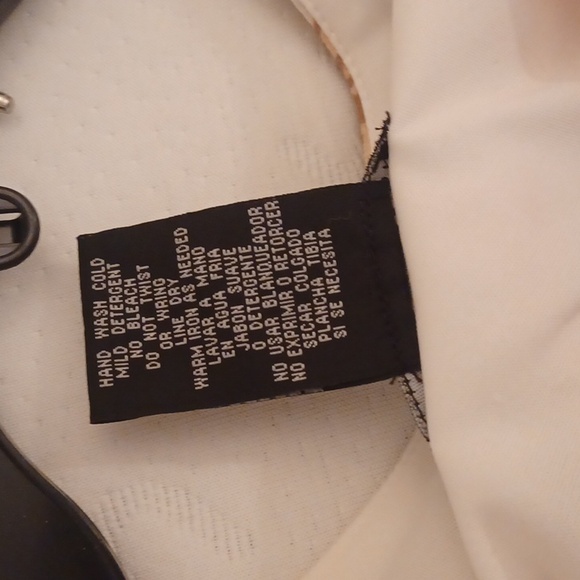 HAND WASH COLD
MILD DETERGENT
NO BLEACH
DO NOT TWIST
OR WRING
LINE DRY
WARM IRON AS NEEDED
LAVAR A MANO
EN AGUA FRIA
JABON SUAVE
O DETERGENTE
NO USAR BLANQUEADOR
NO EXPRIMIR O RETORCER
SECAR COLGADO
PLANCHA TIBIA
SI SE NECESITA